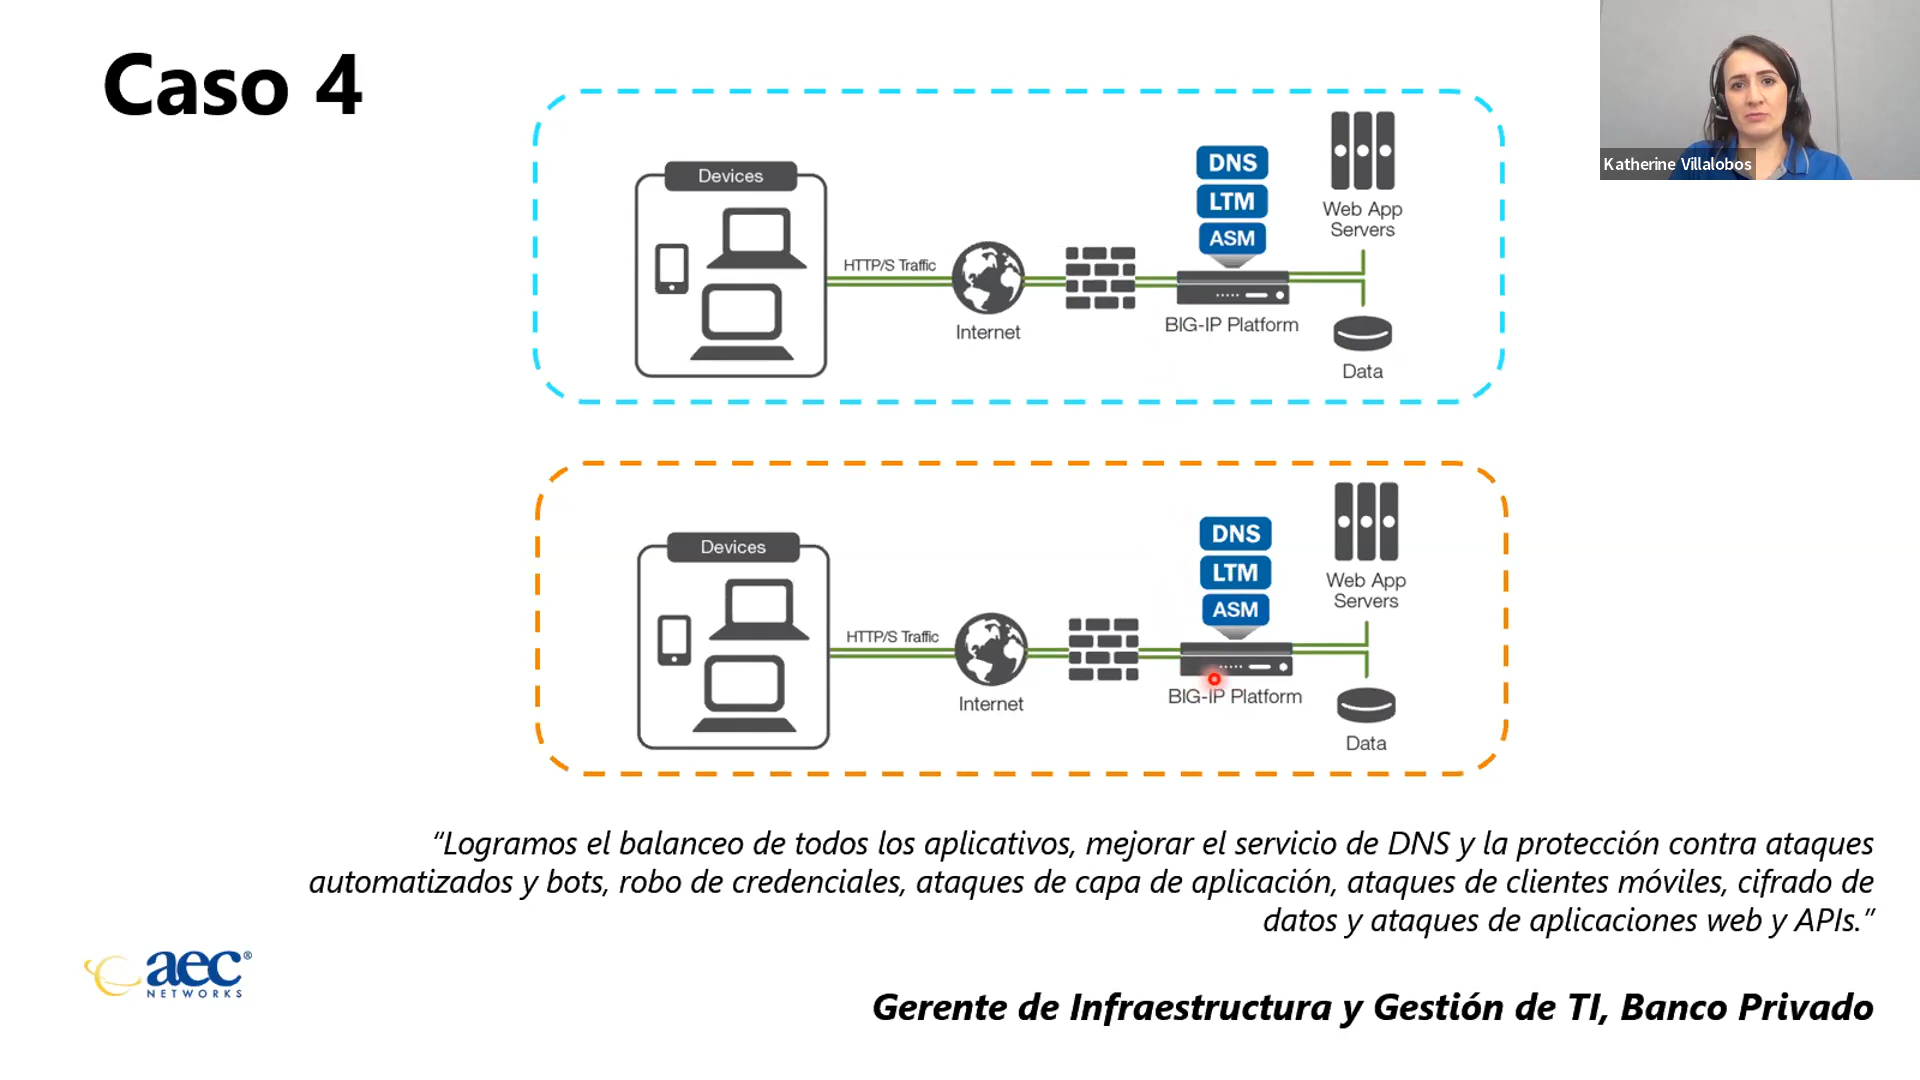 Caso 4
Katherine Villalobos
Devices
HTTP/S Traffic
Internet
DNS
LTM
ASM
BIG-IP Platform
Web App
Servers
Data
Devices
HTTP/S Traffic
Internet
DNS
LTM
ASM
BIG-IP Platform
Web App
Servers
Data
“Logramos el balanceo de todos los aplicativos, mejorar el servicio de DNS y la protección contra ataques
automatizados y bots, robo de credenciales, ataques de capa de aplicación, ataques de clientes móviles, cifrado de
datos y ataques de aplicaciones web y APIs.”
aec®
NETWORKS
Gerente de Infraestructura y Gestión de TI, Banco Privado